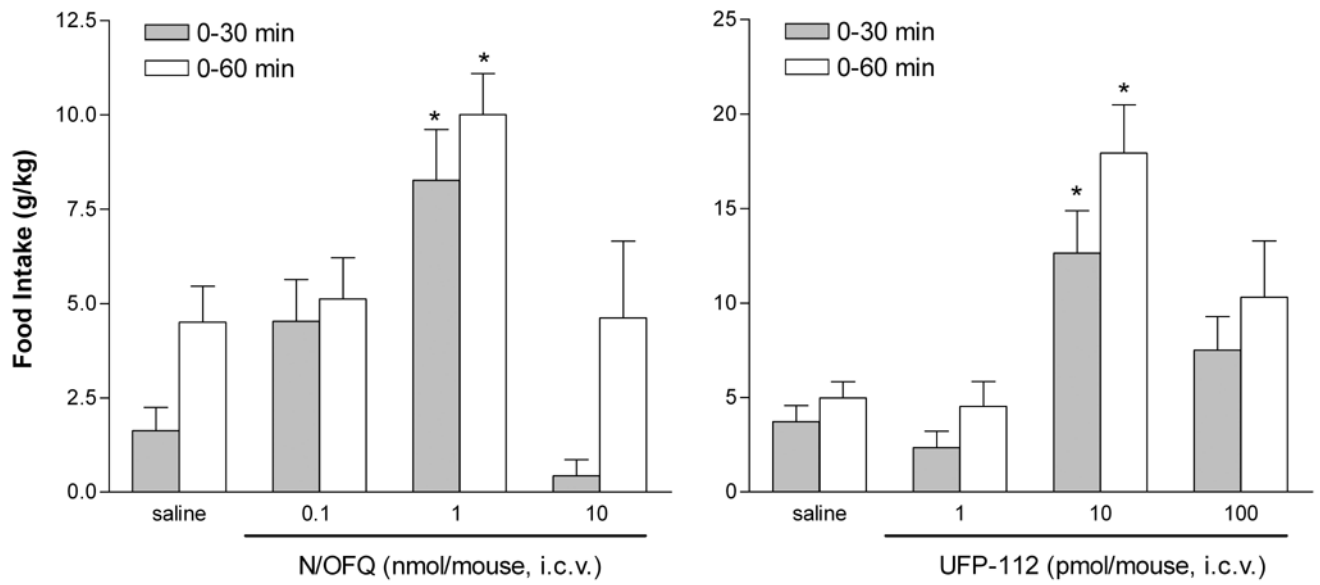 Food Intake (g/kg)
12.5
10.0
7.5
5.0
2.5
0.0
0-30 min
0-60 min
*
*
saline
0.1
1
10
N/OFQ (nmol/mouse, i.c.v.)
25
20
15
10
5
0
0-30 min
0-60 min
*
*
saline
1
10
100
UFP-112 (pmol/mouse, i.c.v.)